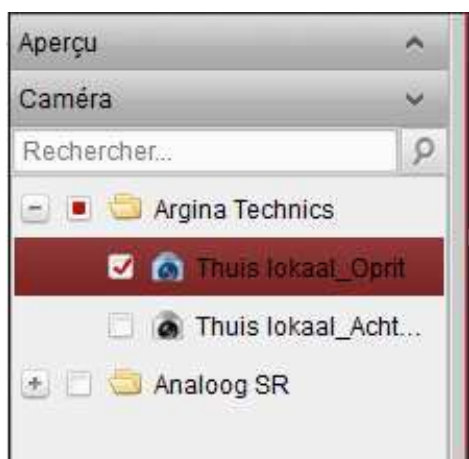 Aperçu
Caméra
Rechercher...
Argina Technics
Thuis lokaal_Oprit
Thuis lokaal_Acht...
Analoog SR